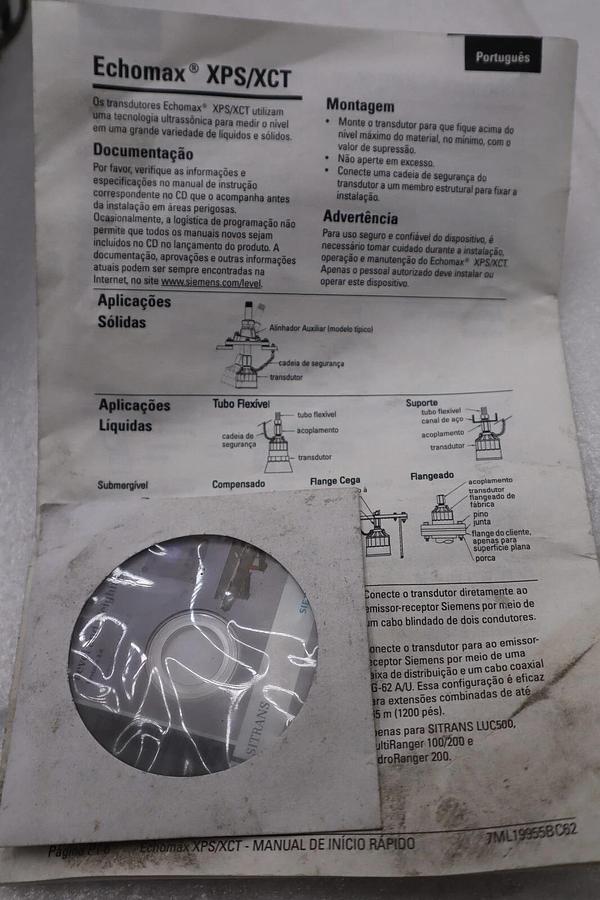 Português
Echomax® XPS/XCT
Os transdutores Echomax® XPS/XCT utilizam
uma tecnologia ultrassônica para medir o nível
em uma grande variedade de líquidos e sólidos.
Documentação
Por favor, verifique as informações e
especificações no manual de instrução
correspondente no CD que o acompanha antes
da instalação em áreas perigosas.
Ocasionalmente, a logística de programação não
permite que todos os manuais novos sejam
incluídos no CD no lançamento do produto. A
documentação, aprovações e outras informações
atuais podem ser sempre encontradas na
Internet, no site www.siemens.com/level.
Montagem
• Monte o transdutor para que fique acima do
nível máximo do material, no mínimo, com o
valor de supressão.
• Não aperte em excesso.
• Conecte uma cadeia de segurança do
transdutor a um membro estrutural para fixar a
instalação.
Advertência
Para uso seguro e confiável do dispositivo, é
necessário tomar cuidado durante a instalação,
operação e manutenção do Echomax® XPS/XCT.
Apenas o pessoal autorizado deve instalar ou
operar este dispositivo.
Aplicações
Sólidas
Alinhador Auxiliar (modelo típico)
cadeia de segurança
transdutor
Aplicações
Líquidas
Tubo Flexível
tubo flexível
cadeia de
segurança
acoplamento
transdutor
Suporte
tubo flexível
canal de aço
acoplamento
transdutor
Submergível
Compensado
Flange Cega
Flangeado
acoplamento
transdutor
flangeado de
fábrica
pino
junta
flange do cliente,
apenas para
superfície plana
porca
Conecte o transdutor diretamente ao
emissor-receptor Siemens por meio de
um cabo blindado de dois condutores.
onecte o transdutor para ao emissor-
eceptor Siemens por meio de uma
aixa de distribuição e um cabo coaxial
G-62 A/U. Essa configuração é eficaz
ara extensões combinadas de até
5 m (1200 pés).
enas para SITRANS LUC500,
ultiRanger 100/200 e
droRanger 200.
SITRANS
Echomax XPS/XCT - MANUAL DE INÍCIO RÁPIDO
7ML19955BC62